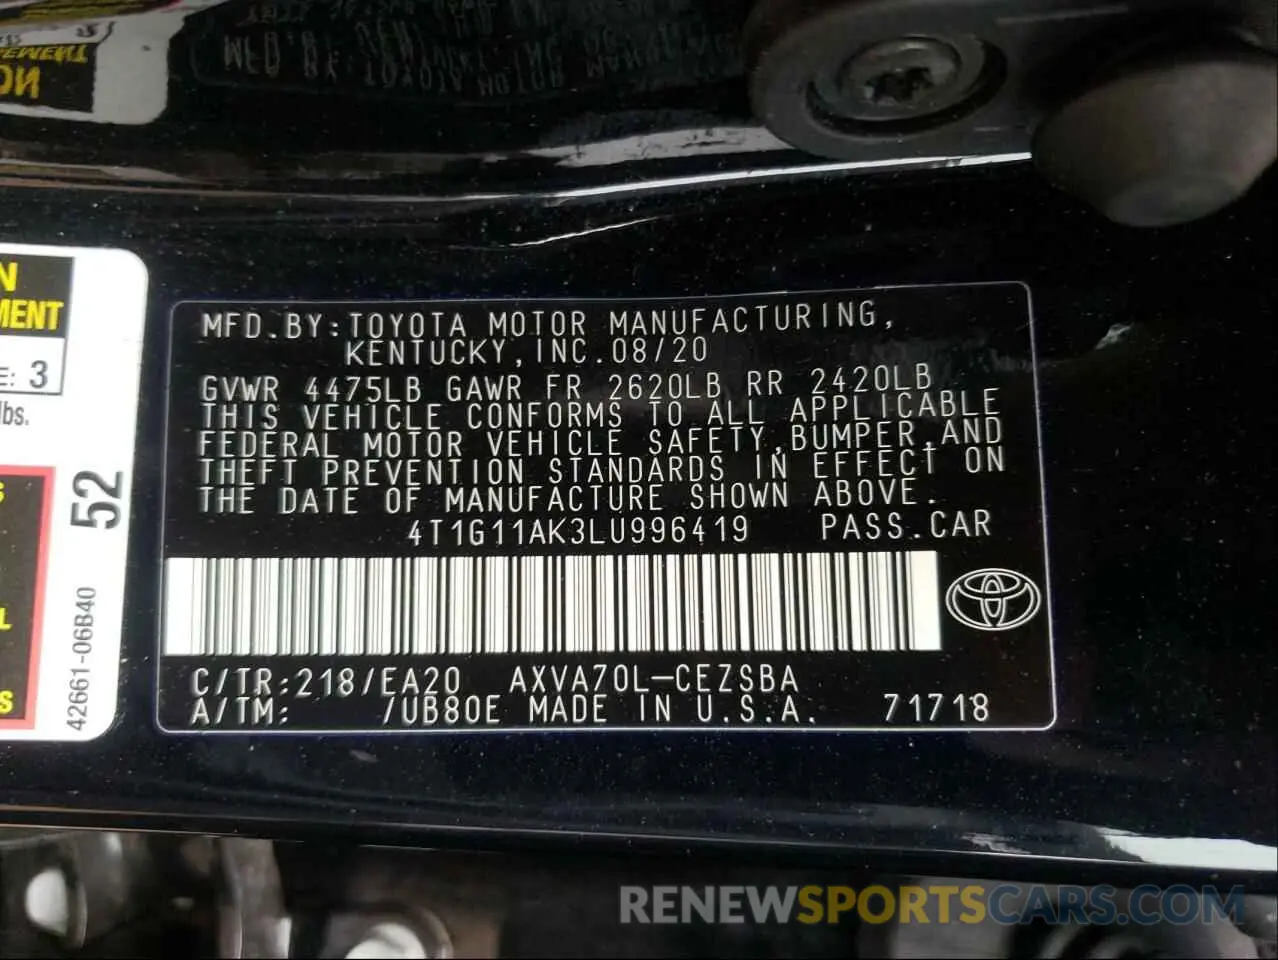 N
MENT
E: 3
lbs.
52
42661-06B40
MFD.BY:TOYOTA MOTOR MANUFACTURING,
KENTUCKY,INC.08/20
GVWR 4475LB GAWR FR 2620LB RR 2420LB
THIS VEHICLE CONFORMS TO ALL APPLICABLE
FEDERAL MOTOR VEHICLE SAFETY,BUMPER,AND
THEFT PREVENTION STANDARDS IN EFFECT ON
THE DATE OF MANUFACTURE SHOWN ABOVE.
4T1G11AK3LU996419 PASS.CAR
C/TR:218/EA20 AXVA70L-CEZSBA
A/TM: /UB80E MADE IN U.S.A. 71718
RENEWSPORTSCARS.COM